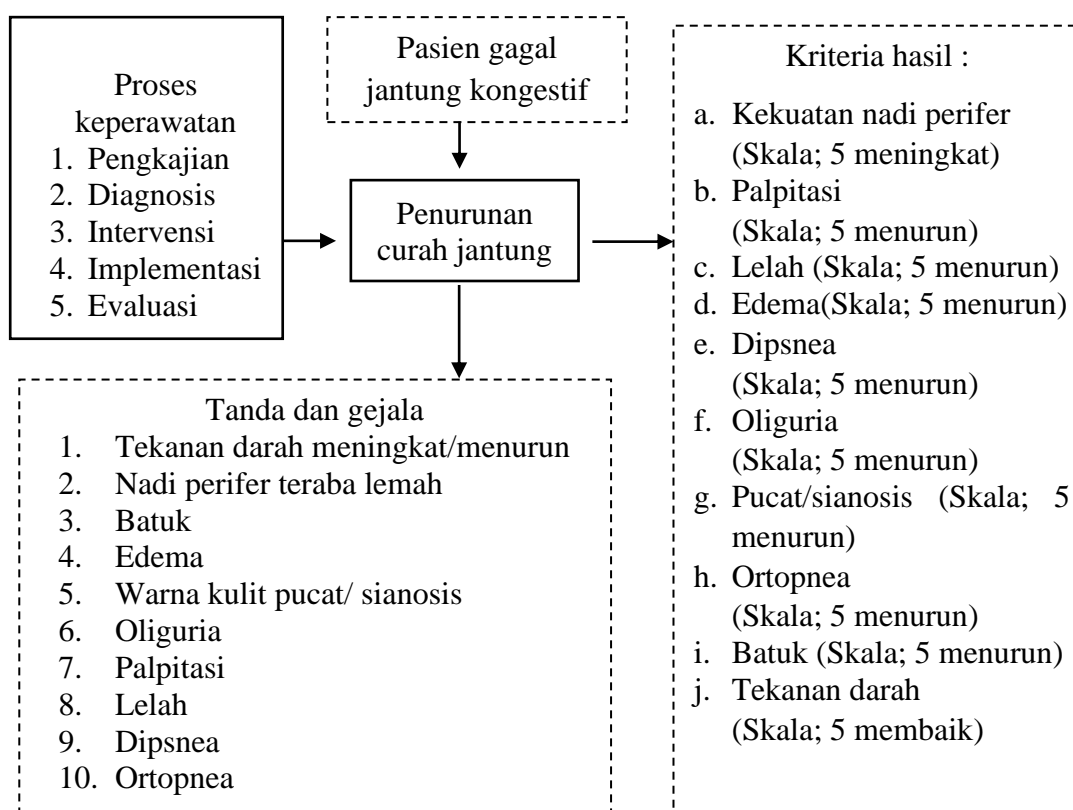 Proses
keperawatan
1. Pengkajian
2. Diagnosis
3. Intervensi
4. Implementasi
5. Evaluasi
Pasien gagal
jantung kongestif
Penurunan
curah jantung
Tanda dan gejala
1. Tekanan darah meningkat/menurun
2. Nadi perifer teraba lemah
3. Batuk
4. Edema
5. Warna kulit pucat/ sianosis
6. Oliguria
7. Palpitasi
8. Lelah
9. Dipsnea
10. Ortopnea
Kriteria hasil :
a. Kekuatan nadi perifer
(Skala; 5 meningkat)
b. Palpitasi
(Skala; 5 menurun)
c. Lelah (Skala; 5 menurun)
d. Edema(Skala; 5 menurun)
e. Dipsnea
(Skala; 5 menurun)
f. Oliguria
(Skala; 5 menurun)
g. Pucat/sianosis (Skala; 5
menurun)
h. Ortopnea
(Skala; 5 menurun)
i. Batuk (Skala; 5 menurun)
j. Tekanan darah
(Skala; 5 membaik)